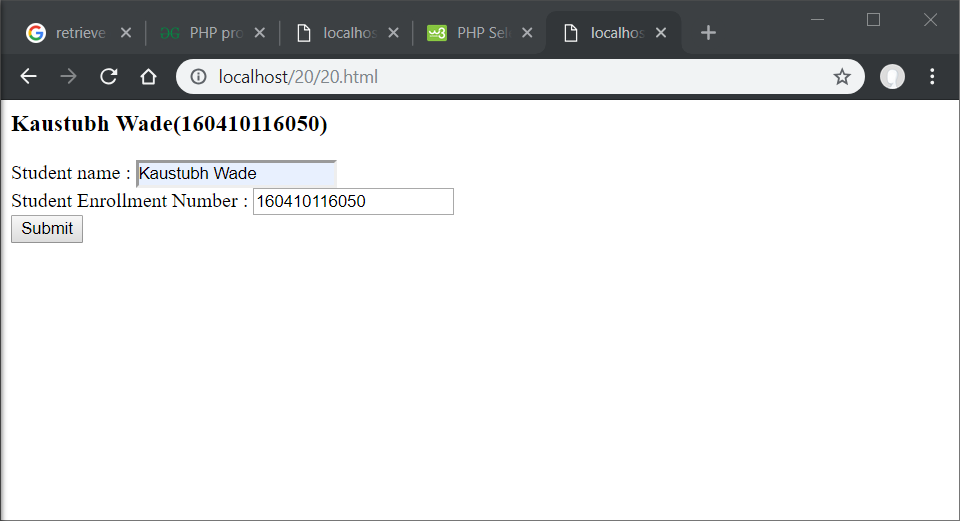 retrieve
PHP pro
localhos
PHP Sele
localhos
localhost/20/20.html
Kaustubh Wade(160410116050)
Student name : Kaustubh Wade
Student Enrollment Number : 160410116050
Submit